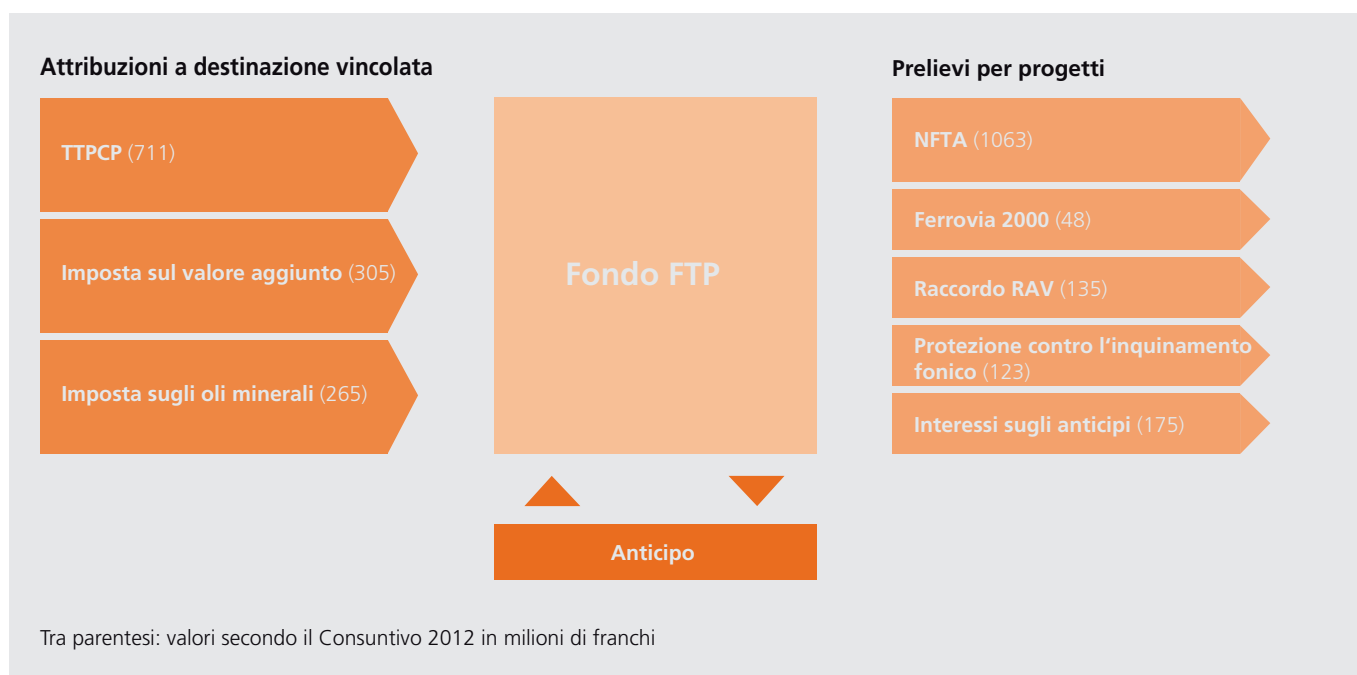 Attribuzioni a destinazione vincolata
TTPCP (711)
Imposta sul valore aggiunto (305)
Imposta sugli oli minerali (265)
Fondo FTP
Anticipo
Prelievi per progetti
NFTA (1063)
Ferrovia 2000 (48)
Raccordo RAV (135)
Protezione contro l’inquinamento
fonico (123)
Interessi sugli anticipi (175)
Tra parentesi: valori secondo il Consuntivo 2012 in milioni di franchi